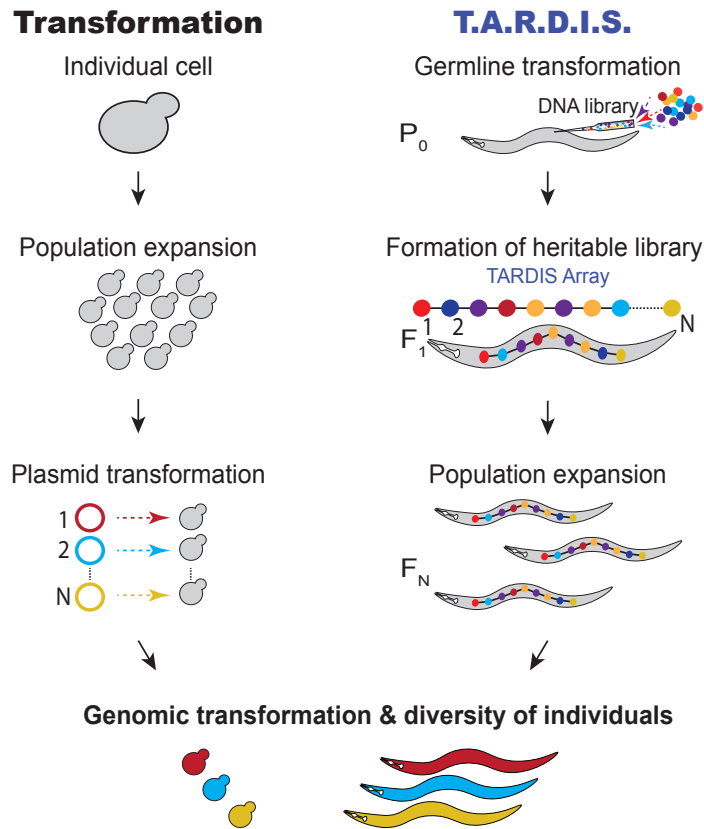 Transformation
Individual cell
Population expansion
Plasmid transformation
1
2
N
T.A.R.D.I.S.
Germline transformation
DNA library
P0
Formation of heritable library
TARDIS Array
1 2 N
F1
Population expansion
FN
Genomic transformation & diversity of individuals